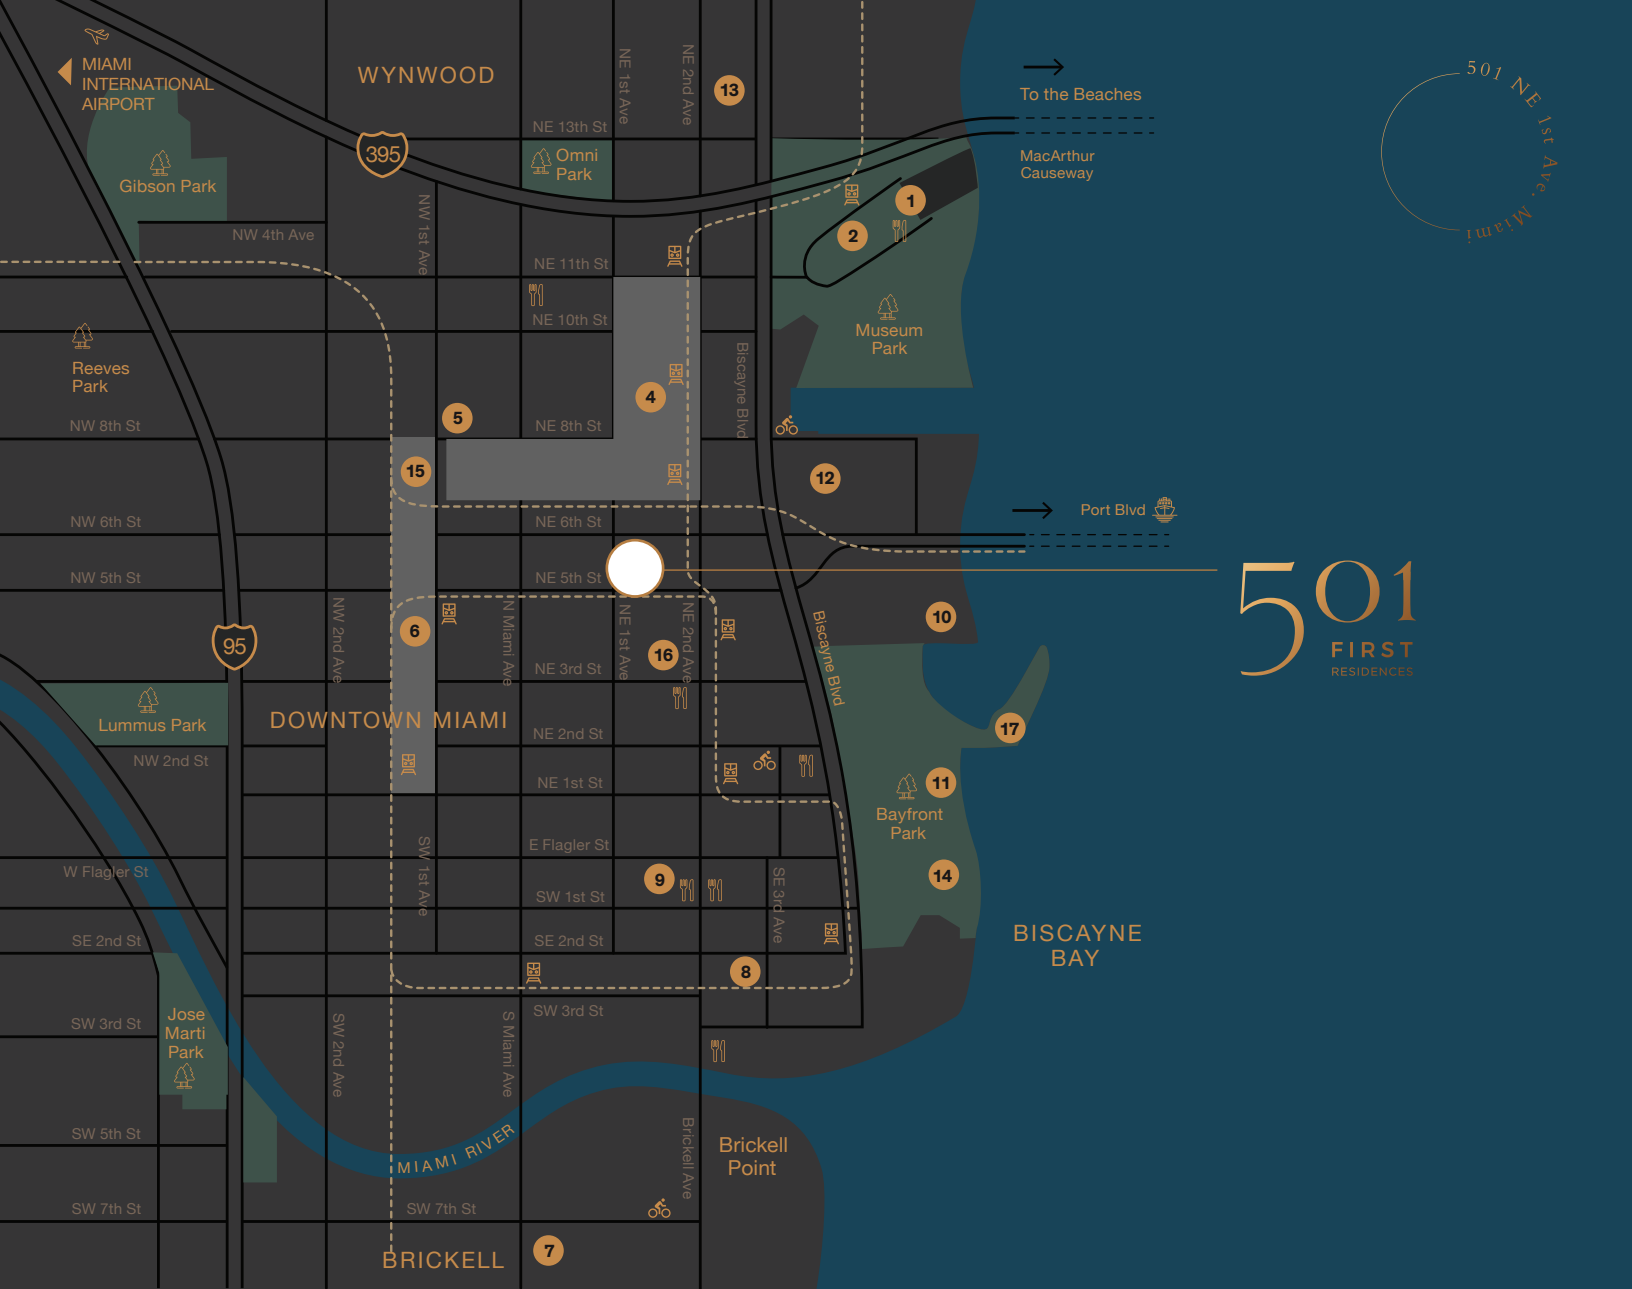 MIAMI
INTERNATIONAL
AIRPORT
WYNWOOD
NE 1st Ave
NE 2nd Ave
13
To the Beaches
MacArthur
Causeway
501 NE 1st Ave. Miami
395
NE 13th St
Omni
Park
Gibson Park
NW 4th Ave
NW 1st Ave
1
2
NE 11th St
NE 10th St
Museum
Park
Reeves
Park
Biscayne Blvd
4
5
NW 8th St
NE 8th St
15
12
NW 6th St
NE 6th St
Port Blvd
NW 5th St
NE 5th St
501
FIRST
RESIDENCES
95
NW 2nd Ave
6
N Miami Ave
NE 1st Ave
NE 2nd Ave
16
NE 3rd St
Biscayne Blvd
10
Lummus Park
DOWNTOWN MIAMI
17
NW 2nd St
NE 2nd St
NE 1st St
11
Bayfront
Park
SW 1st Ave
E Flagler St
W Flagler St
9
SW 1st St
SE 3rd Ave
14
SE 2nd St
SE 2nd St
BISCAYNE
BAY
8
SW 3rd St
SW 3rd St
Jose
Marti
Park
SW 2nd Ave
S Miami Ave
SW 5th St
MIAMI RIVER
Brickell Ave
Brickell
Point
SW 7th St
SW 7th St
BRICKELL
7